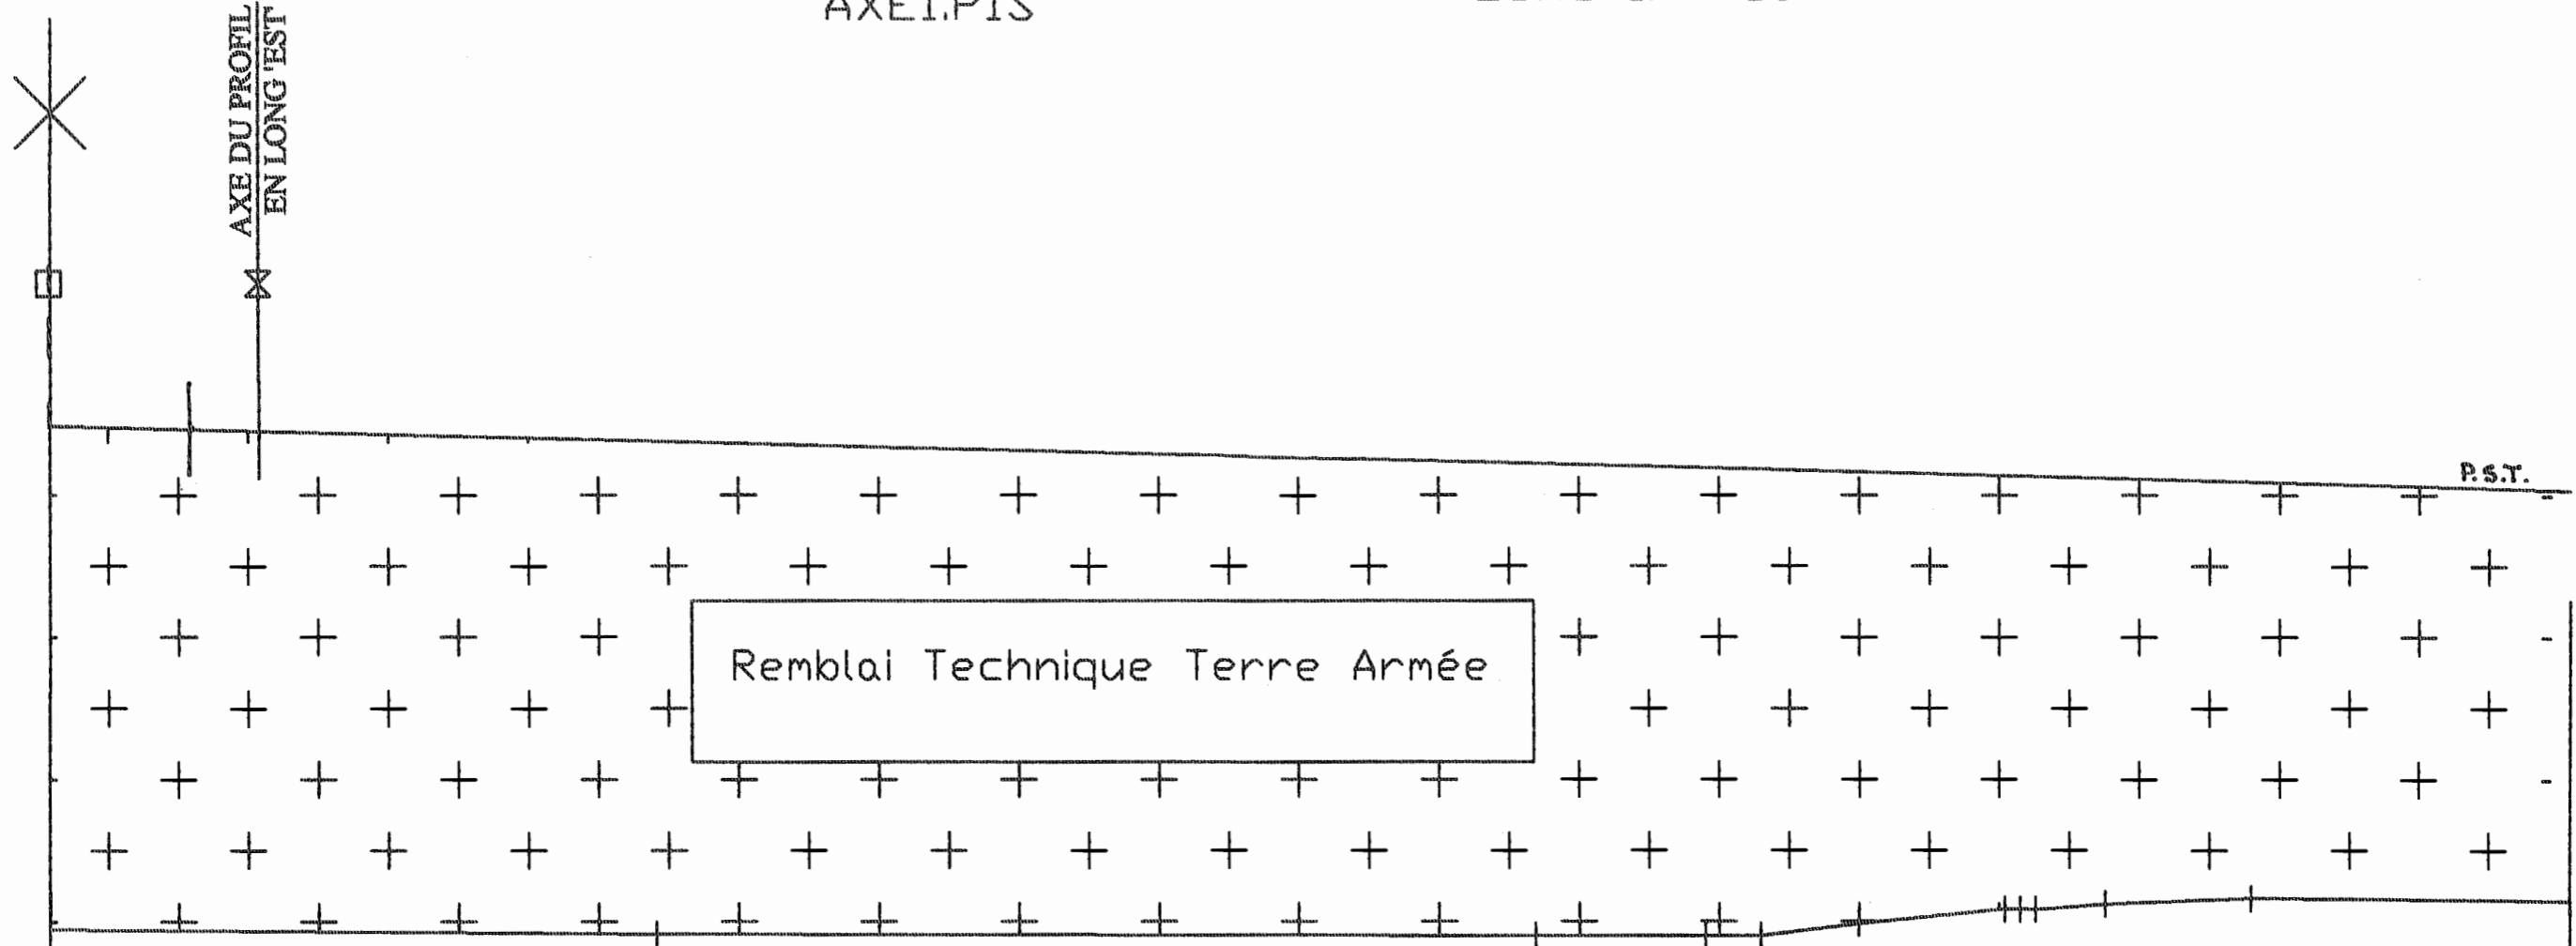 AXE1.PIS
AXE DU PROFIL
EN LONG 'EST
P.S.T.
Remblai Technique Terre Armée